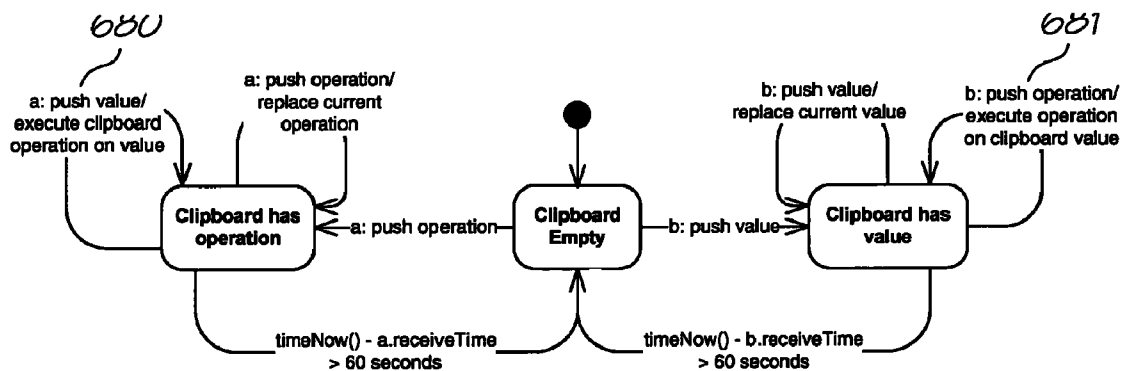 680
681
a: push value/
execute clipboard
operation on value
a: push operation/
replace current
operation
b: push value/
replace current value
b: push operation/
execute operation
on clipboard value
Clipboard has
operation
a: push operation
Clipboard
Empty
b: push value
Clipboard has
value
timeNow() - a.receiveTime
> 60 seconds
timeNow() - b.receiveTime
> 60 seconds